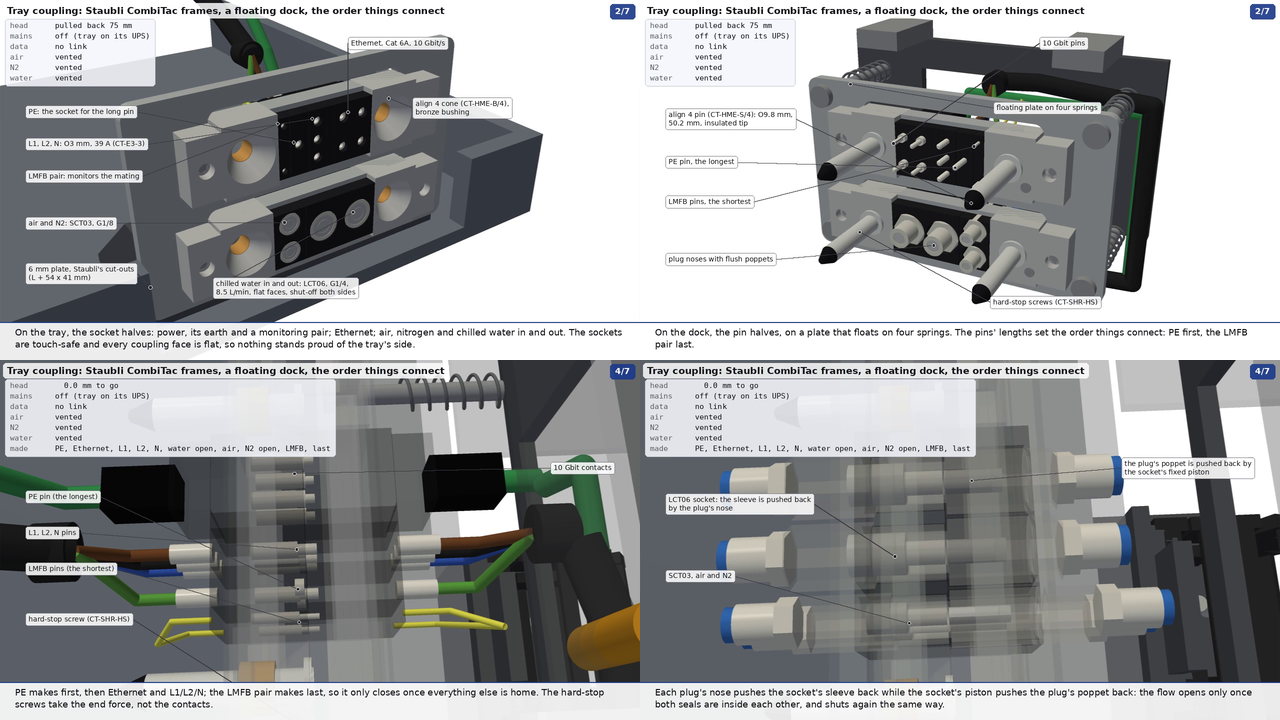 Tray coupling: Staubli CombiTac frames, a floating dock, the order things connect
2/7
head pulled back 75 mm
mains off (tray on its UPS)
data no link
air vented
N2 vented
water vented
Ethernet, Cat 6A, 10 Gbit/s
align 4 cone (CT-HME-B/4),
bronze bushing
PE: the socket for the long pin
L1, L2, N: O3 mm, 39 A (CT-E3-3)
LMFB pair: monitors the mating
air and N2: SCT03, G1/8
6 mm plate, Staubli's cut-outs
(L + 54 x 41 mm)
chilled water in and out: LCT06, G1/4,
8.5 L/min, flat faces, shut-off both sides
On the tray, the socket halves: power, its earth and a monitoring pair; Ethernet; air, nitrogen and chilled water in and out. The sockets
are touch-safe and every coupling face is flat, so nothing stands proud of the tray's side.
Tray coupling: Staubli CombiTac frames, a floating dock, the order things connect
2/7
head pulled back 75 mm
mains off (tray on its UPS)
data no link
air vented
N2 vented
water vented
10 Gbit pins
floating plate on four springs
align 4 pin (CT-HME-S/4): O9.8 mm,
50.2 mm, insulated tip
PE pin, the longest
LMFB pins, the shortest
plug noses with flush poppets
hard-stop screws (CT-SHR-HS)
On the dock, the pin halves, on a plate that floats on four springs. The pins' lengths set the order things connect: PE first, the LMFB
pair last.
Tray coupling: Staubli CombiTac frames, a floating dock, the order things connect
4/7
head 0.0 mm to go
mains off (tray on its UPS)
data no link
air vented
N2 vented
water vented
made PE, Ethernet, L1, L2, N, water open, air, N2 open, LMFB, last
10 Gbit contacts
PE pin (the longest)
L1, L2, N pins
LMFB pins (the shortest)
hard-stop screw (CT-SHR-HS)
PE makes first, then Ethernet and L1/L2/N; the LMFB pair makes last, so it only closes once everything else is home. The hard-stop
screws take the end force, not the contacts.
Tray coupling: Staubli CombiTac frames, a floating dock, the order things connect
4/7
head 0.0 mm to go
mains off (tray on its UPS)
data no link
air vented
N2 vented
water vented
made PE, Ethernet, L1, L2, N, water open, air, N2 open, LMFB, last
the plug's poppet is pushed back by
the socket's fixed piston
LCT06 socket: the sleeve is pushed back
by the plug's nose
SCT03, air and N2
Each plug's nose pushes the socket's sleeve back while the socket's piston pushes the plug's poppet back: the flow opens only once
both seals are inside each other, and shuts again the same way.